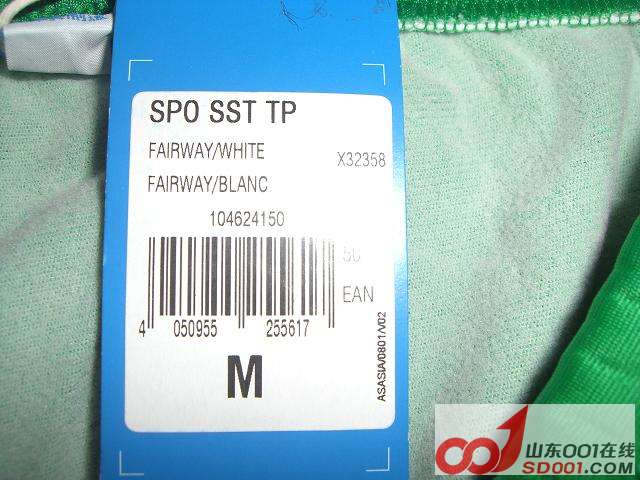 SPO SST TP
FAIRWAY/WHITE
X32358
FAIRWAY/BLANC
104624150
50
EAN
4 050955 255617
M
ASASIA/0801/V02
山东001在线
SD001.COM